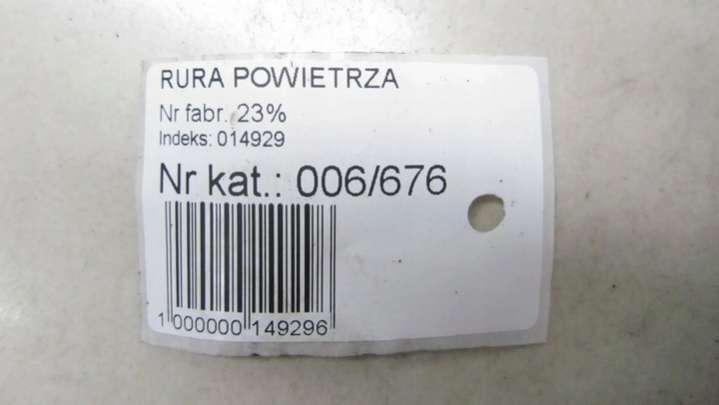 RURA POWIETRZA
Nr fabr. 23%
Indeks: 014929
Nr kat.: 006/676
1 000000 149296